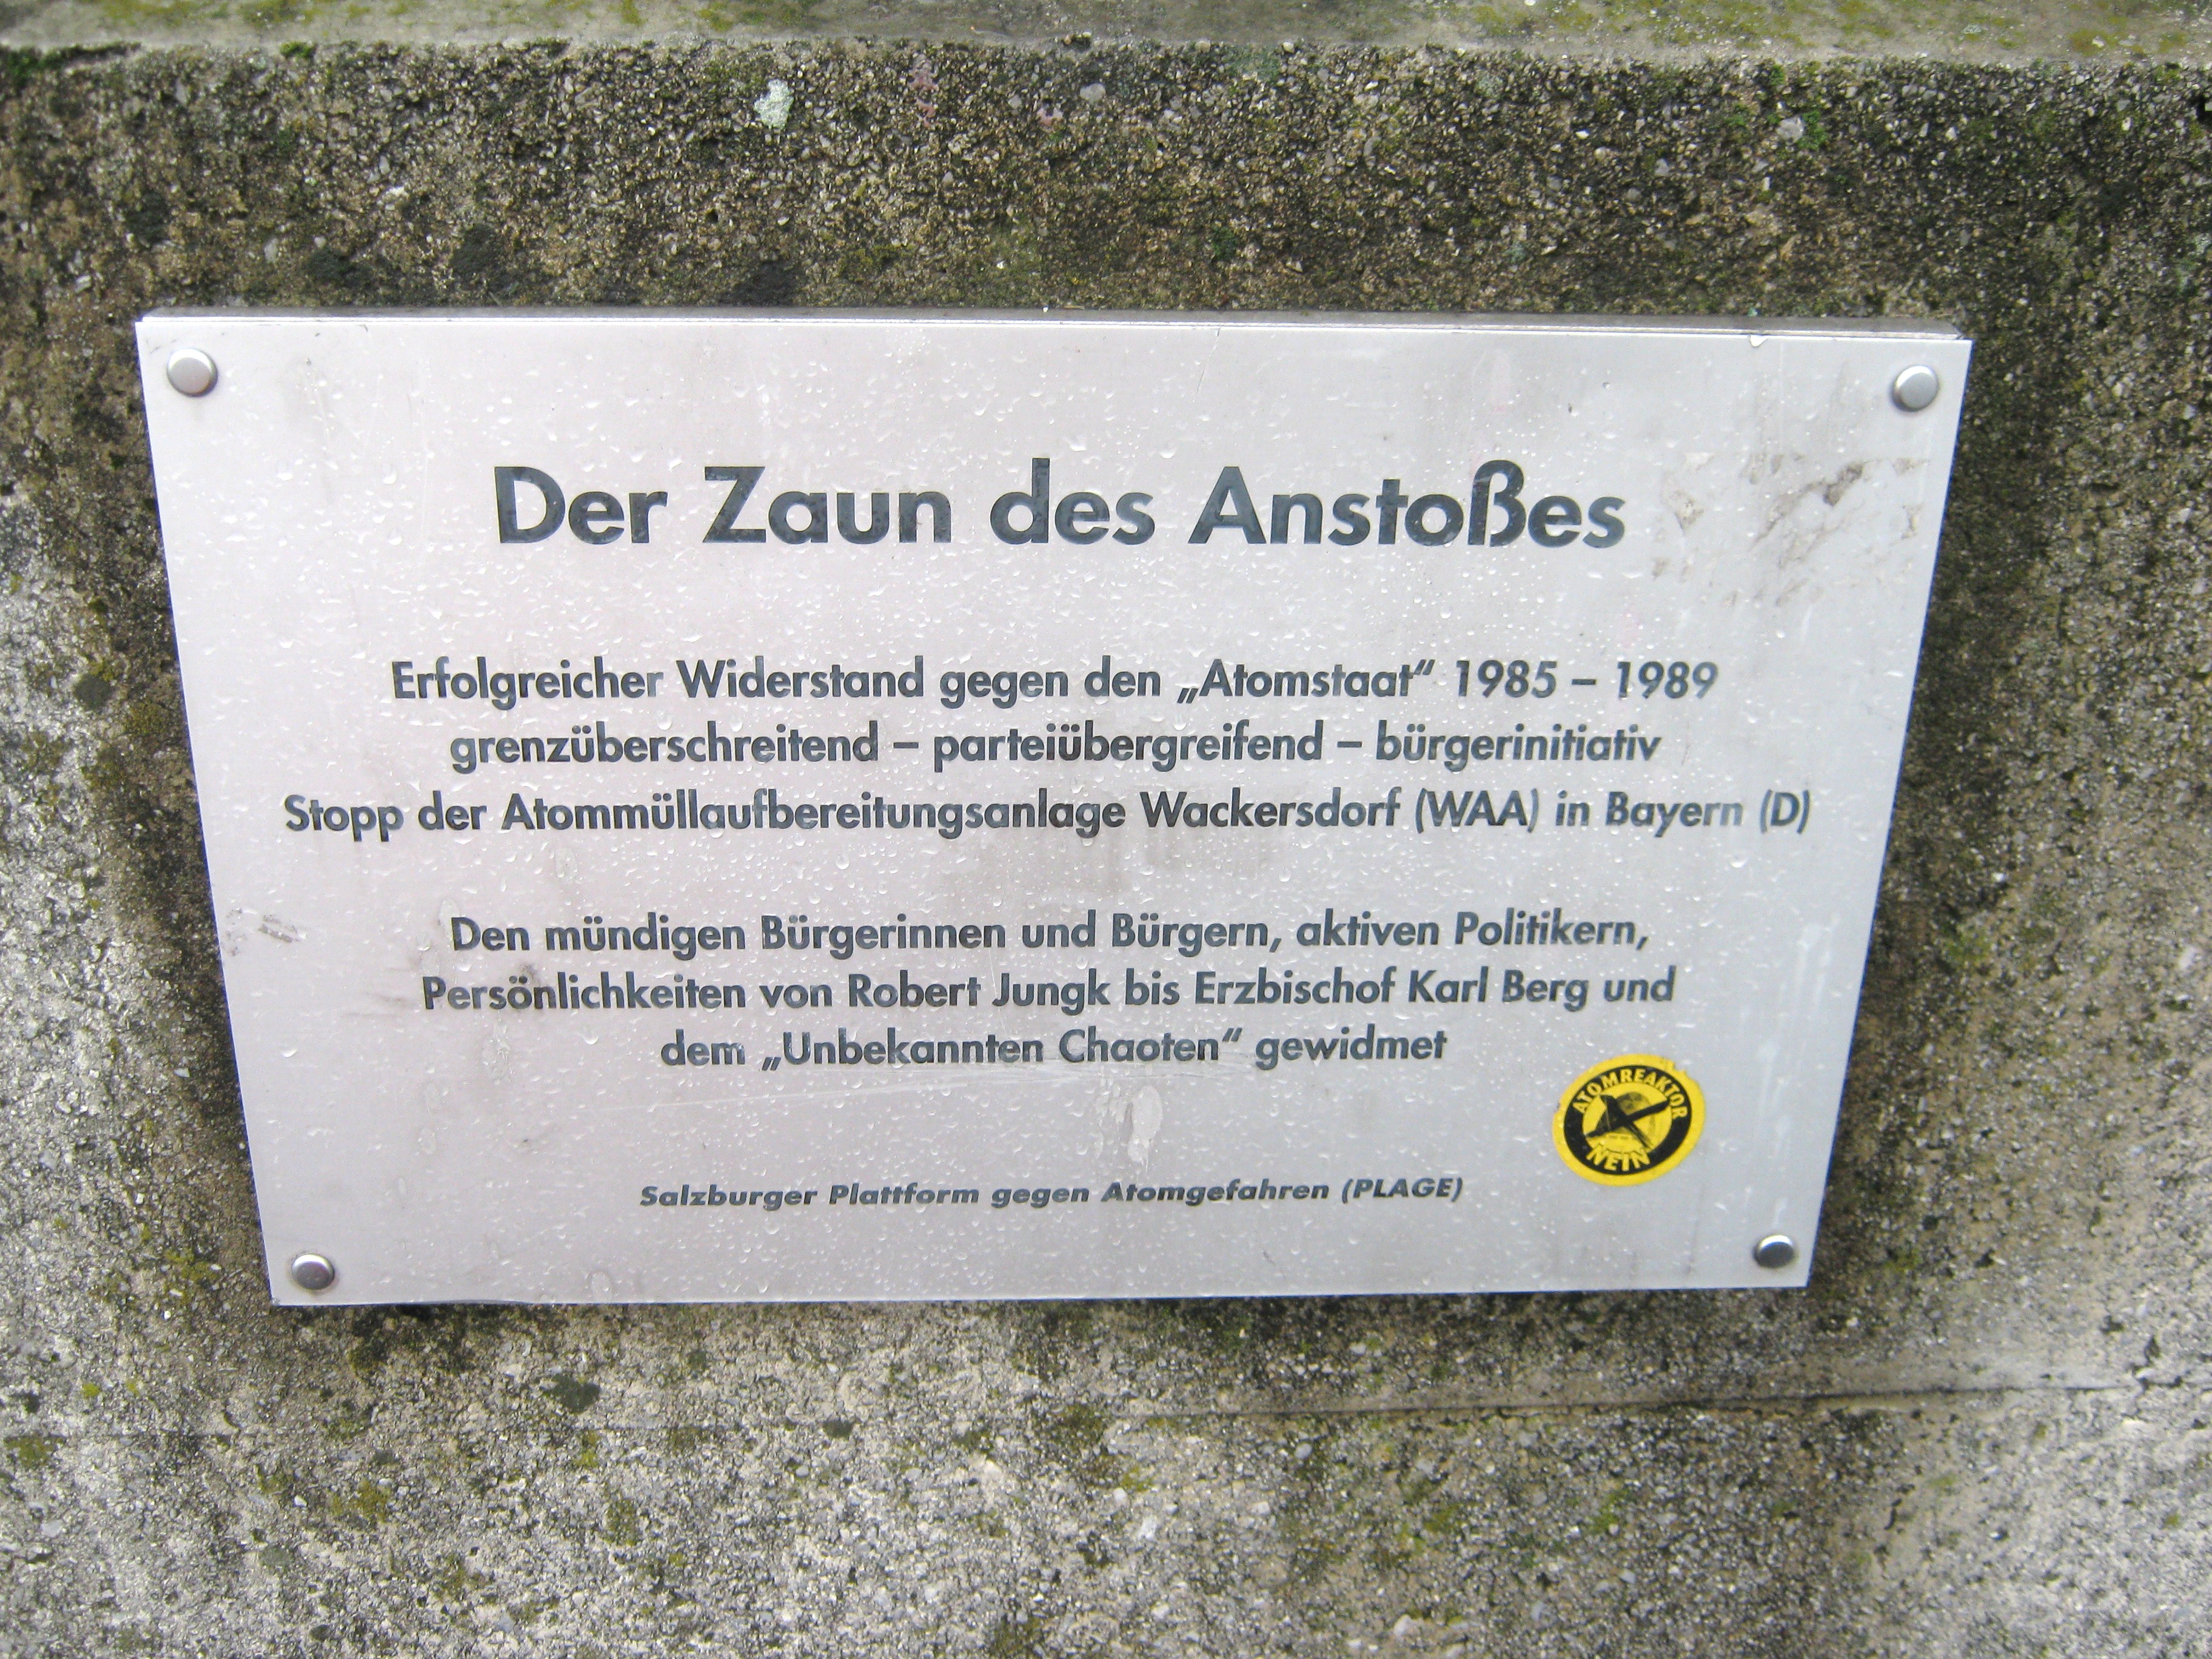 Der Zaun des Anstoßes
Erfolgreicher Widerstand gegen den „Atomstaat“ 1985 – 1989
grenzüberschreitend – parteiübergreifend – bürgerinitiativ
Stopp der Atommüllaufbereitungsanlage Wackersdorf (WAA) in Bayern (D)
Den mündigen Bürgerinnen und Bürgern, aktiven Politikern,
Persönlichkeiten von Robert Jungk bis Erzbischof Karl Berg und
dem „Unbekannten Chaoten“ gewidmet
ATOMREAKTOR
NEIN
Salzburger Plattform gegen Atomgefahren (PLAGE)